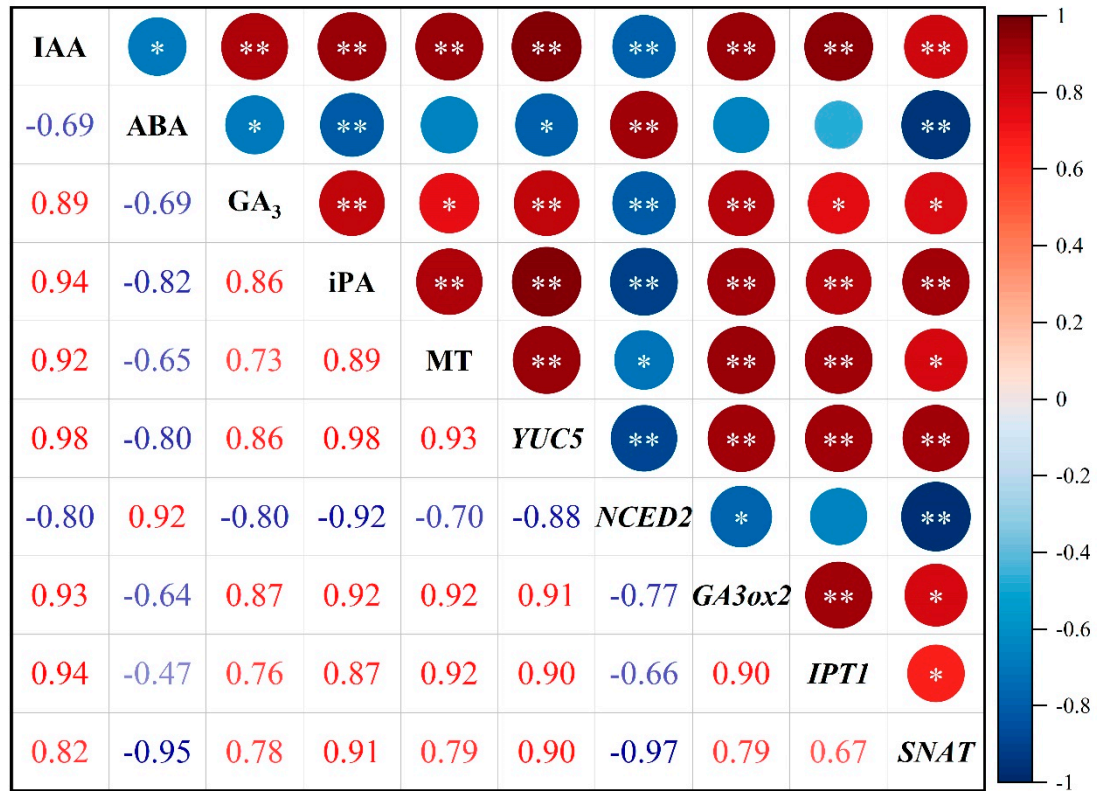 IAA * ** ** ** ** ** ** ** **
-0.69 ABA * ** * ** **
0.89 -0.69 GA₃ ** * ** ** ** * *
0.94 -0.82 0.86 iPA ** ** ** ** ** **
0.92 -0.65 0.73 0.89 MT ** * ** ** *
0.98 -0.80 0.86 0.98 0.93 YUC5 ** ** ** **
-0.80 0.92 -0.80 -0.92 -0.70 -0.88 NCED2 * **
0.93 -0.64 0.87 0.92 0.92 0.91 -0.77 GA3ox2 ** *
0.94 -0.47 0.76 0.87 0.92 0.90 -0.66 0.90 IPT1 *
0.82 -0.95 0.78 0.91 0.79 0.90 -0.97 0.79 0.67 SNAT
1
0.8
0.6
0.4
0.2
0
-0.2
-0.4
-0.6
-0.8
-1